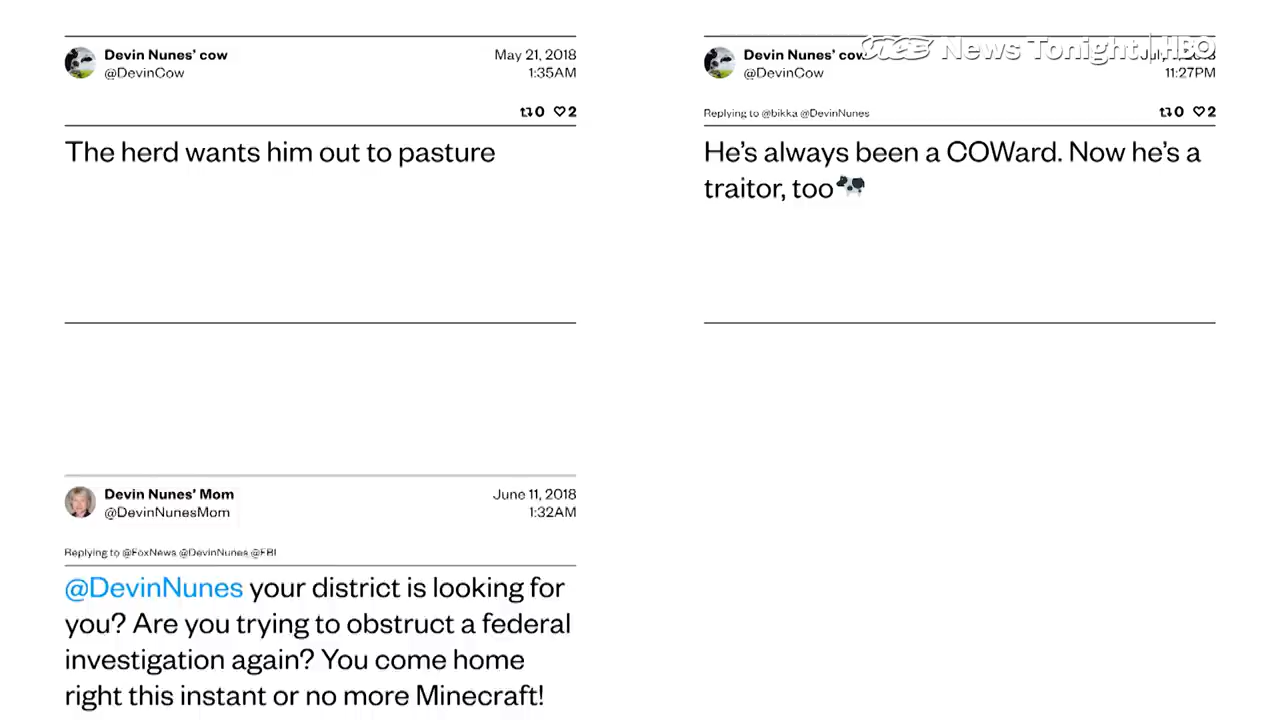 Devin Nunes’ cow
@DevinCow
May 21, 2018
1:35AM
0 2
The herd wants him out to pasture
Devin Nunes’ cow
@DevinCow
VICE News Tonight | HBO
11:27PM
Replying to @bikka @DevinNunes
0 2
He’s always been a COWard. Now he’s a
traitor, too🐄
Devin Nunes’ Mom
@DevinNunesMom
June 11, 2018
1:32AM
Replying to @FoxNews @DevinNunes @FBI
@DevinNunes your district is looking for
you? Are you trying to obstruct a federal
investigation again? You come home
right this instant or no more Minecraft!